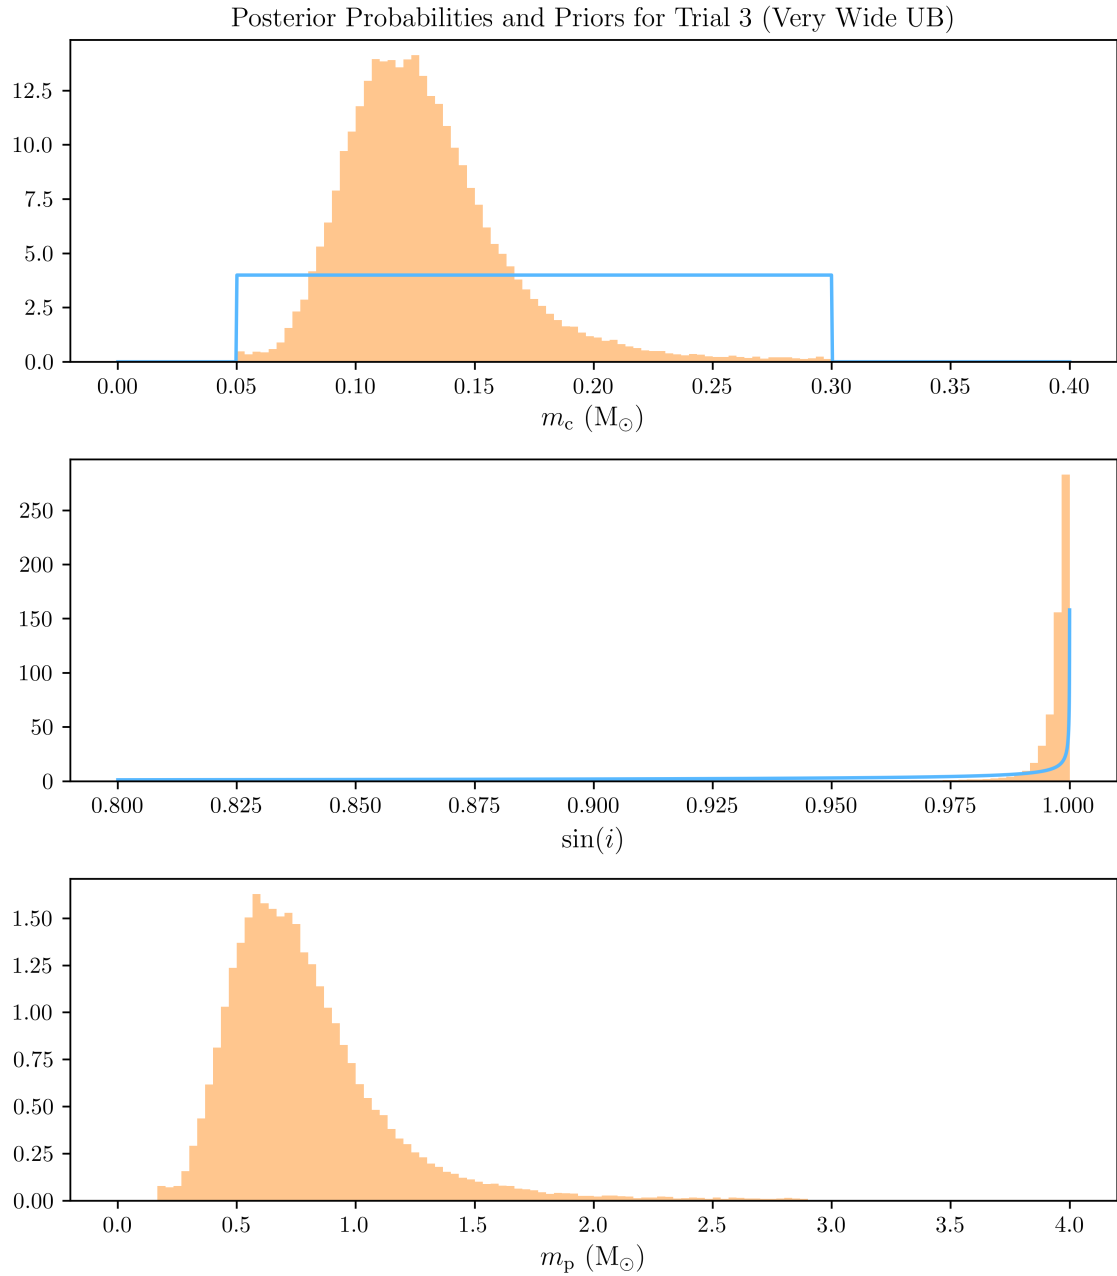 Posterior Probabilities and Priors for Trial 3 (Very Wide UB)
12.5
10.0
7.5
5.0
2.5
0.0
0.00 0.05 0.10 0.15 0.20 0.25 0.30 0.35 0.40
m_c (M_⊙)
250
200
150
100
50
0
0.800 0.825 0.850 0.875 0.900 0.925 0.950 0.975 1.000
sin(i)
1.50
1.25
1.00
0.75
0.50
0.25
0.00
0.0 0.5 1.0 1.5 2.0 2.5 3.0 3.5 4.0
m_p (M_⊙)